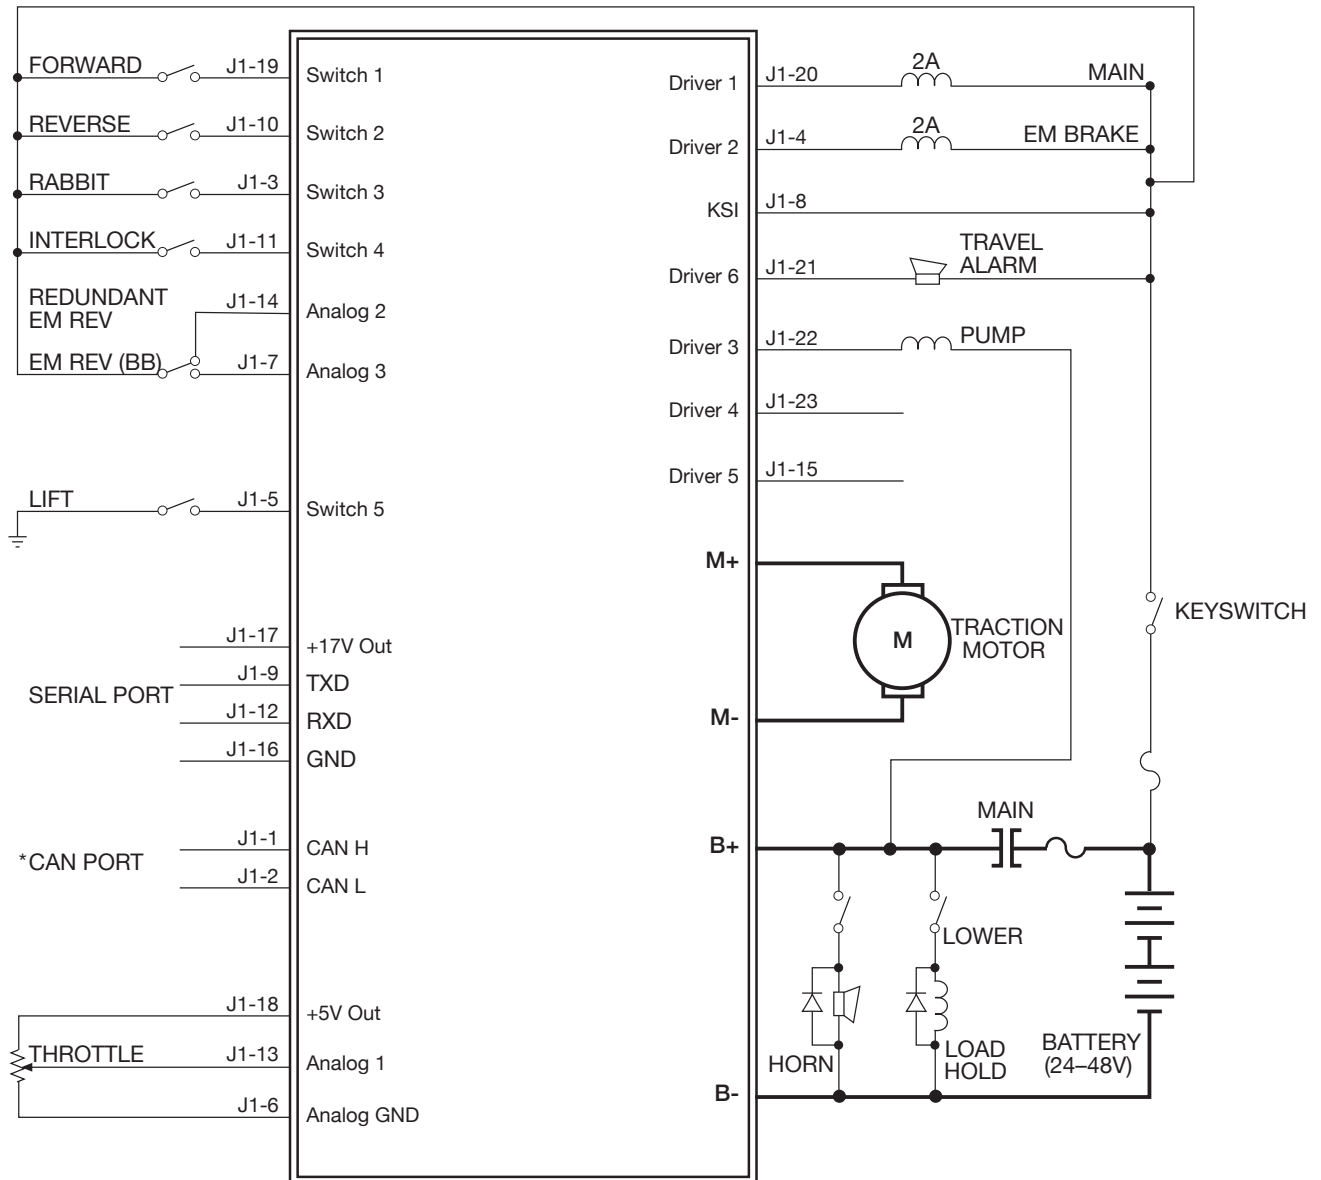 FORWARD
J1-19
Switch 1
REVERSE
J1-10
Switch 2
RABBIT
J1-3
Switch 3
INTERLOCK
J1-11
Switch 4
REDUNDANT
EM REV
J1-14
Analog 2
EM REV (BB)
J1-7
Analog 3
LIFT
J1-5
Switch 5
SERIAL PORT
J1-17
+17V Out
J1-9
TXD
J1-12
RXD
J1-16
GND
*CAN PORT
J1-1
CAN H
J1-2
CAN L
THROTTLE
J1-18
+5V Out
J1-13
Analog 1
J1-6
Analog GND
Driver 1
J1-20
2A
MAIN
Driver 2
J1-4
2A
EM BRAKE
KSI
J1-8
Driver 6
J1-21
TRAVEL
ALARM
Driver 3
J1-22
PUMP
Driver 4
J1-23
Driver 5
J1-15
M+
M
TRACTION
MOTOR
M-
KEYSWITCH
MAIN
B+
LOWER
HORN
LOAD
HOLD
BATTERY
(24–48V)
B-